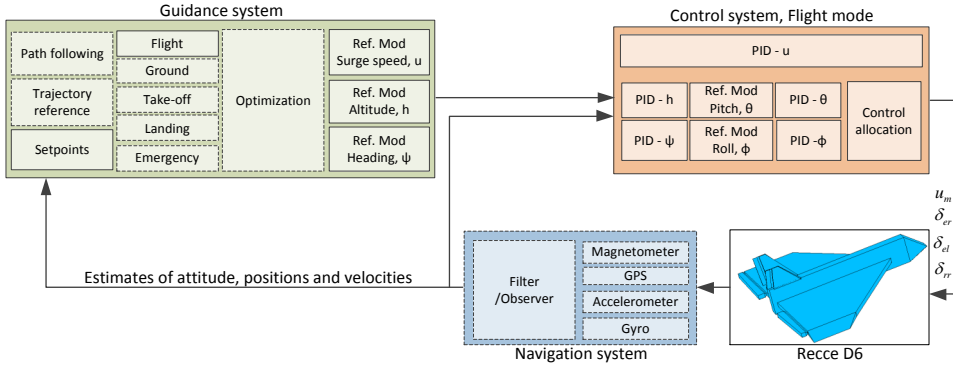 Guidance system
Path following
Trajectory
reference
Setpoints
Flight
Ground
Take-off
Landing
Emergency
Optimization
Ref. Mod
Surge speed, u
Ref. Mod
Altitude, h
Ref. Mod
Heading, ψ
Control system, Flight mode
PID - u
PID - h
Ref. Mod
Pitch, θ
PID - θ
PID - ψ
Ref. Mod
Roll, ϕ
PID -ϕ
Control
allocation
u_m
δ_er
δ_el
δ_rr
Estimates of attitude, positions and velocities
Filter
/Observer
Magnetometer
GPS
Accelerometer
Gyro
Navigation system
Recce D6